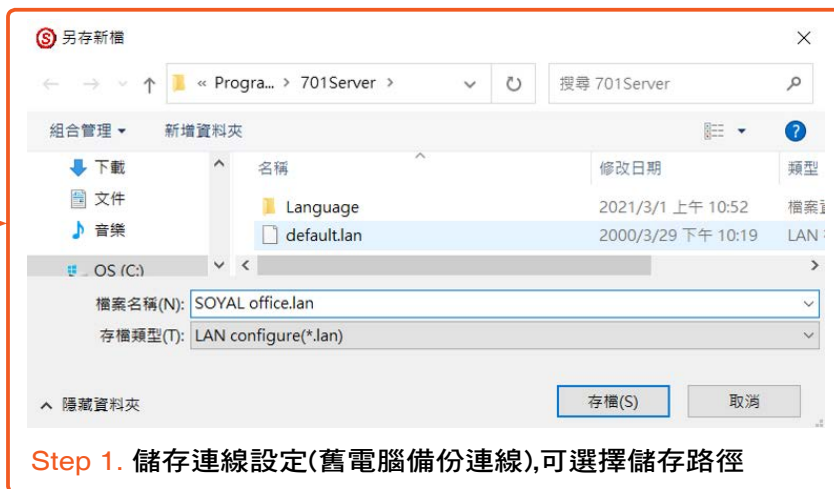 另存新檔
« Progra... > 701Server >
搜尋 701Server
組合管理
新增資料夾
下載
文件
音樂
OS (C:)
名稱
修改日期
類型
Language
2021/3/1 上午 10:52
default.lan
2000/3/29 下午 10:19
LAN
檔案名稱(N): SOYAL office.lan
存檔類型(T): LAN configure(*.lan)
隱藏資料夾
存檔(S)
取消
Step 1. 儲存連線設定(舊電腦備份連線),可選擇儲存路徑